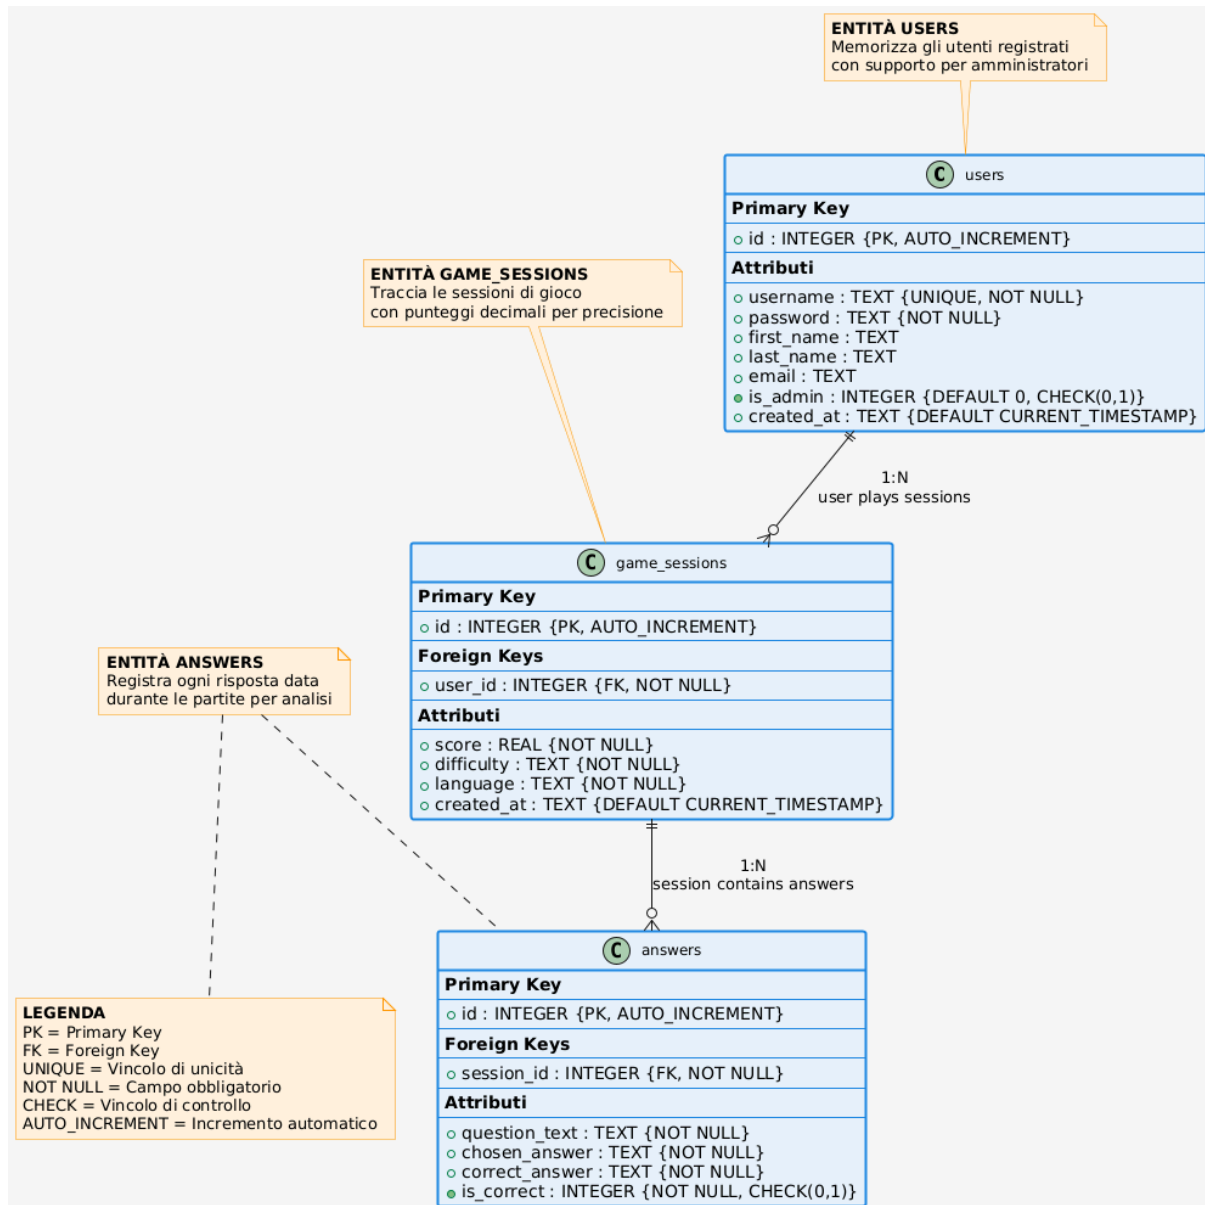 ENTITÀ USERS
Memorizza gli utenti registrati
con supporto per amministratori
C users
Primary Key
id : INTEGER {PK, AUTO_INCREMENT}
Attributi
username : TEXT {UNIQUE, NOT NULL}
password : TEXT {NOT NULL}
first_name : TEXT
last_name : TEXT
email : TEXT
is_admin : INTEGER {DEFAULT 0, CHECK(0,1)}
created_at : TEXT {DEFAULT CURRENT_TIMESTAMP}
ENTITÀ GAME_SESSIONS
Traccia le sessioni di gioco
con punteggi decimali per precisione
1:N
user plays sessions
C game_sessions
Primary Key
id : INTEGER {PK, AUTO_INCREMENT}
Foreign Keys
user_id : INTEGER {FK, NOT NULL}
Attributi
score : REAL {NOT NULL}
difficulty : TEXT {NOT NULL}
language : TEXT {NOT NULL}
created_at : TEXT {DEFAULT CURRENT_TIMESTAMP}
ENTITÀ ANSWERS
Registra ogni risposta data
durante le partite per analisi
1:N
session contains answers
C answers
Primary Key
id : INTEGER {PK, AUTO_INCREMENT}
Foreign Keys
session_id : INTEGER {FK, NOT NULL}
Attributi
question_text : TEXT {NOT NULL}
chosen_answer : TEXT {NOT NULL}
correct_answer : TEXT {NOT NULL}
is_correct : INTEGER {NOT NULL, CHECK(0,1)}
LEGENDA
PK = Primary Key
FK = Foreign Key
UNIQUE = Vincolo di unicità
NOT NULL = Campo obbligatorio
CHECK = Vincolo di controllo
AUTO_INCREMENT = Incremento automatico